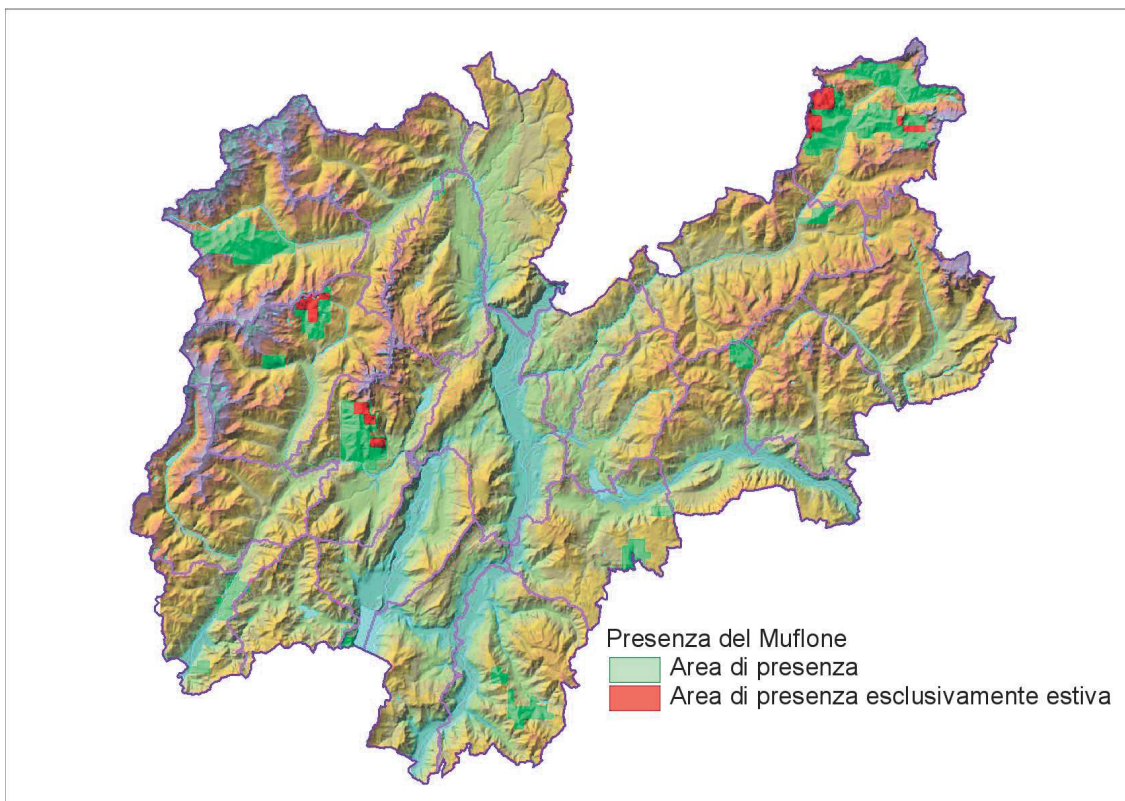 Presenza del Muflone
Area di presenza
Area di presenza esclusivamente estiva